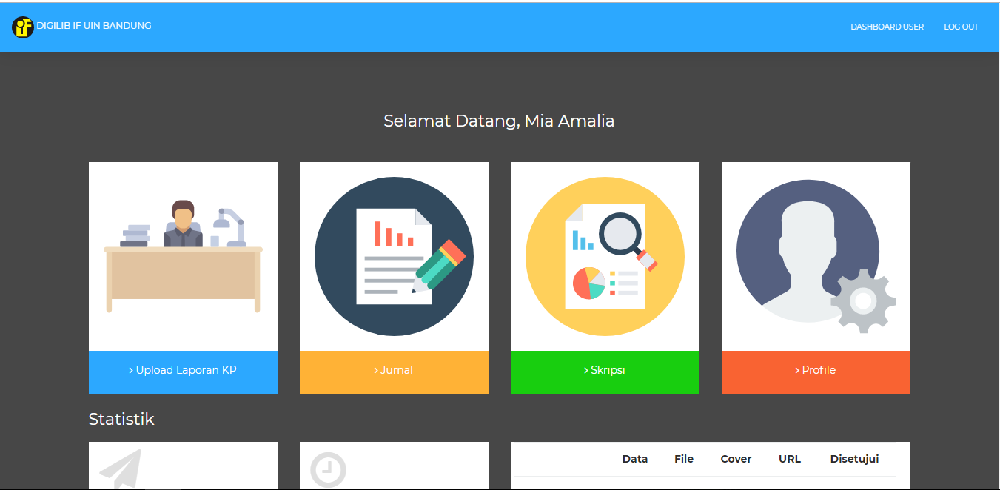 iF DIGILIB IF UIN BANDUNG
DASHBOARD USER LOG OUT
Selamat Datang, Mia Amalia
> Upload Laporan KP
> Jurnal
> Skripsi
> Profile
Statistik
Data File Cover URL Disetujui